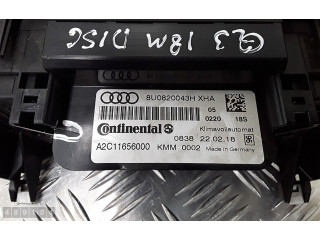 Q3 18M DISC
8U0820043H XHA
05
0220 18S
Continental Klimavollautomat
0838 22.02.18
A2C11656000 KMM 0002 Made in Germany